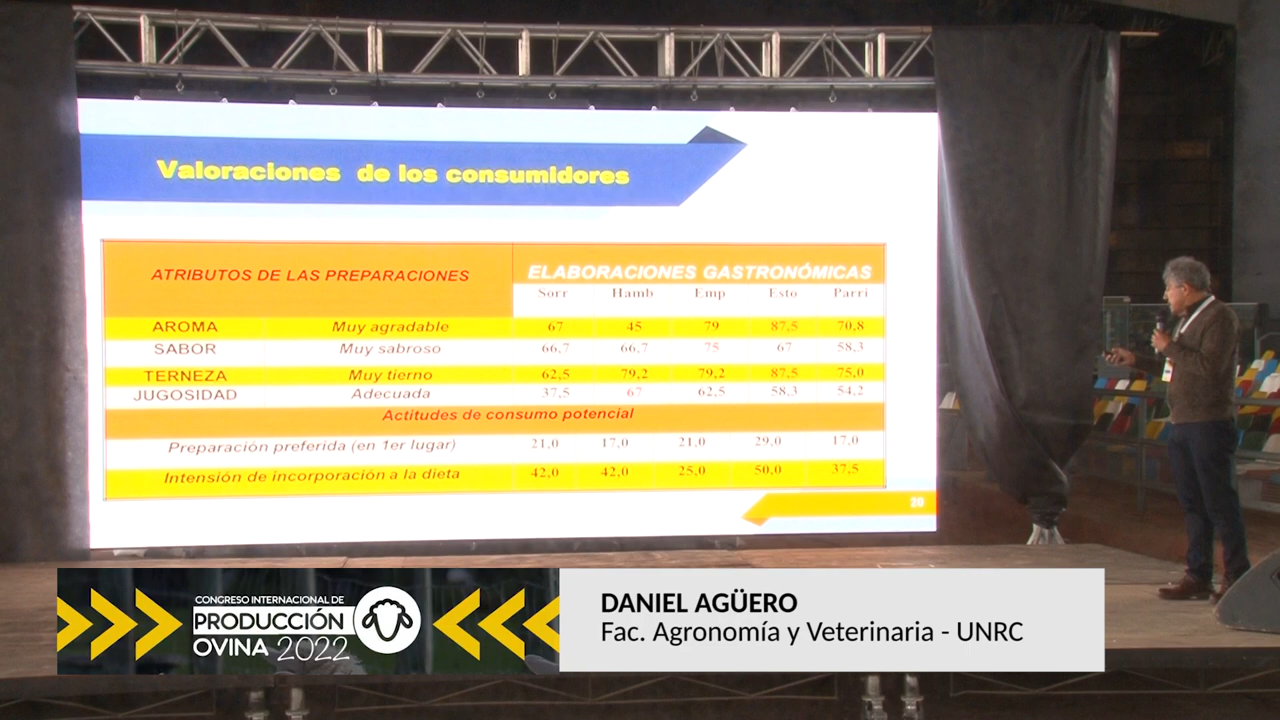 Valoraciones de los consumidores
ATRIBUTOS DE LAS PREPARACIONES
ELABORACIONES GASTRONÓMICAS
Sorr Hamb Emp Esto Parri
AROMA Muy agradable 67 45 79 87,5 70,8
SABOR Muy sabroso 66,7 66,7 75 67 58,3
TERNEZA Muy tierno 62,5 79,2 79,2 87,5 75,0
JUGOSIDAD Adecuada 37,5 67 62,5 58,3 54,2
Actitudes de consumo potencial
Preparación preferida (en 1er lugar) 21,0 17,0 21,0 29,0 17,0
Intensión de incorporación a la dieta 42,0 42,0 25,0 50,0 37,5
20
CONGRESO INTERNACIONAL DE
PRODUCCIÓN
OVINA 2022
DANIEL AGÜERO
Fac. Agronomía y Veterinaria - UNRC